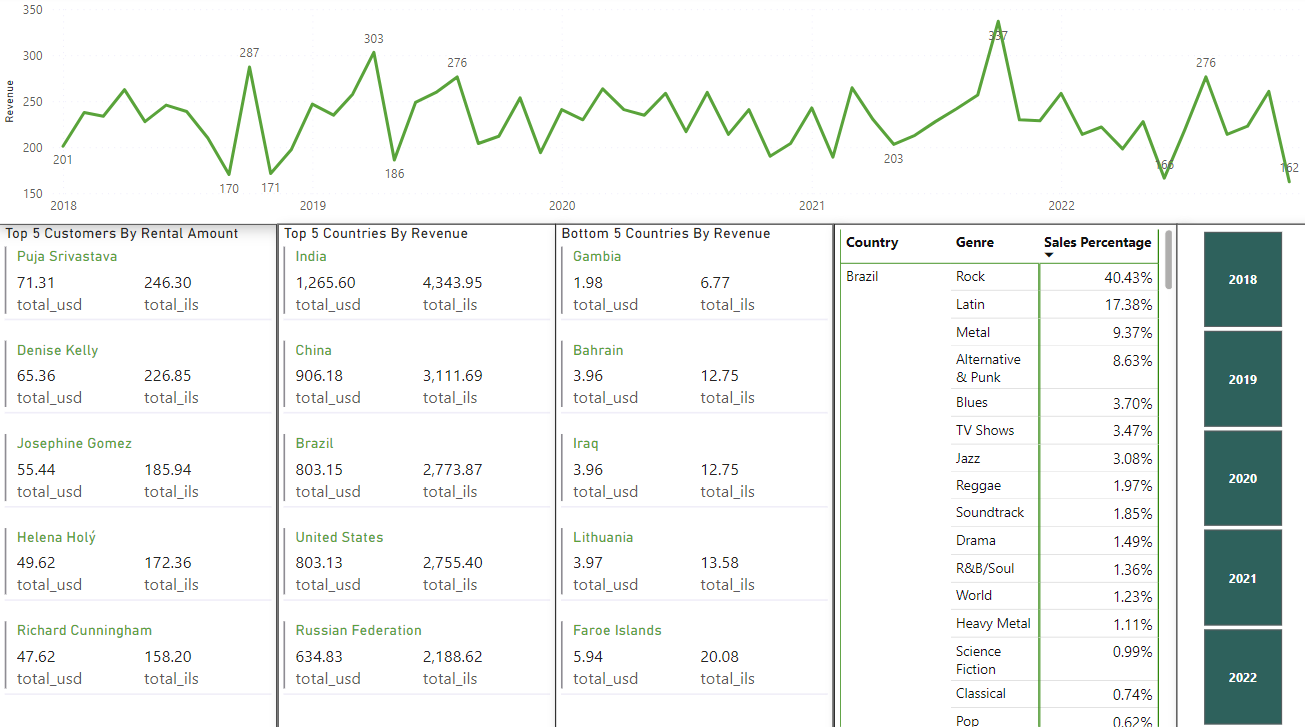 350
300
250
200
150
Revenue
201
287
170
171
303
186
276
203
337
166
276
162
2018
2019
2020
2021
2022
Top 5 Customers By Rental Amount
Puja Srivastava
71.31 246.30
total_usd total_ils
Denise Kelly
65.36 226.85
total_usd total_ils
Josephine Gomez
55.44 185.94
total_usd total_ils
Helena Holý
49.62 172.36
total_usd total_ils
Richard Cunningham
47.62 158.20
total_usd total_ils
Top 5 Countries By Revenue
India
1,265.60 4,343.95
total_usd total_ils
China
906.18 3,111.69
total_usd total_ils
Brazil
803.15 2,773.87
total_usd total_ils
United States
803.13 2,755.40
total_usd total_ils
Russian Federation
634.83 2,188.62
total_usd total_ils
Bottom 5 Countries By Revenue
Gambia
1.98 6.77
total_usd total_ils
Bahrain
3.96 12.75
total_usd total_ils
Iraq
3.96 12.75
total_usd total_ils
Lithuania
3.97 13.58
total_usd total_ils
Faroe Islands
5.94 20.08
total_usd total_ils
Country Genre Sales Percentage
Brazil Rock 40.43%
Latin 17.38%
Metal 9.37%
Alternative 8.63%
& Punk
Blues 3.70%
TV Shows 3.47%
Jazz 3.08%
Reggae 1.97%
Soundtrack 1.85%
Drama 1.49%
R&B/Soul 1.36%
World 1.23%
Heavy Metal 1.11%
Science 0.99%
Fiction
Classical 0.74%
Pop 0.62%
2018
2019
2020
2021
2022